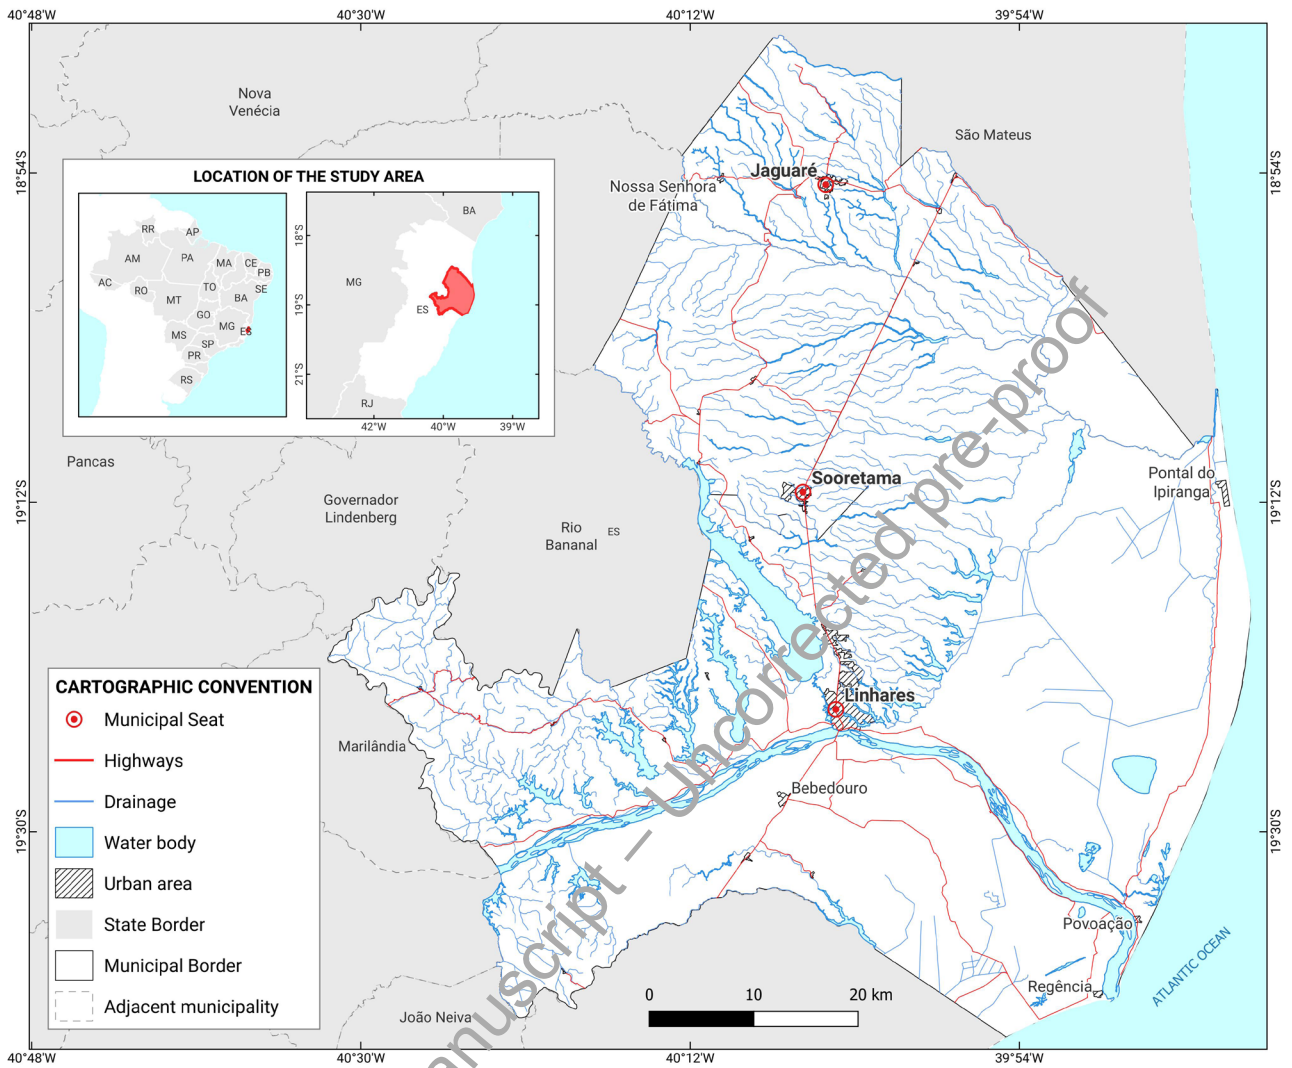 40°48'W 40°30'W 40°12'W 39°54'W
18°54'S
18°54'S
Nova
Venécia
São Mateus
Jaguaré
Nossa Senhora
de Fátima
LOCATION OF THE STUDY AREA
RR
AP
AM
PA
MA
CE
PB
AC
RO
TO
SE
MT
BA
GO
MG
ES
MS
SP
PR
RS
BA
18°S
MG
19°S
ES
21°S
RJ
42°W 40°W 39°W
Pancas
Governador
Lindenberg
Rio
Bananal
ES
Sooretama
Pontal do
Ipiranga
19°12'S
19°12'S
Linhares
Marilândia
Bebedouro
19°30'S
19°30'S
Povoação
Regência
ATLANTIC OCEAN
João Neiva
CARTOGRAPHIC CONVENTION
Municipal Seat
Highways
Drainage
Water body
Urban area
State Border
Municipal Border
Adjacent municipality
0 10 20 km
40°48'W 40°30'W 40°12'W 39°54'W
anuscript – Uncorrected pre-proof